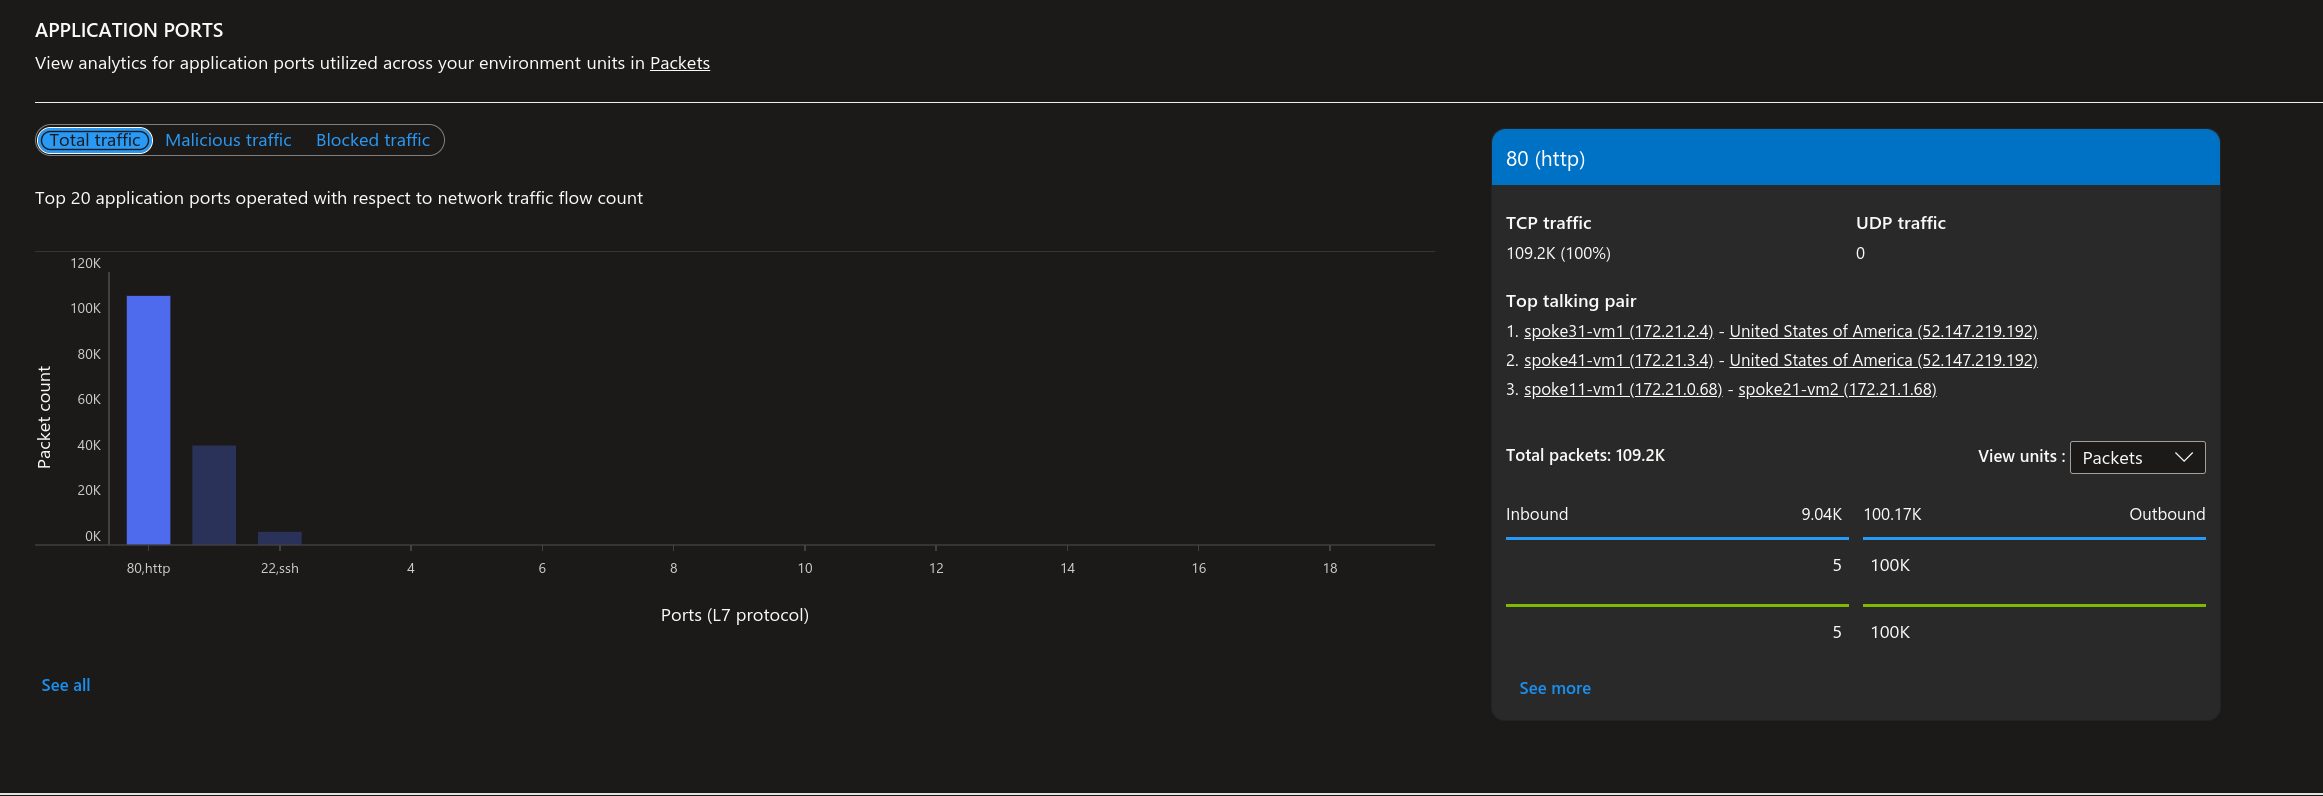 APPLICATION PORTS
View analytics for application ports utilized across your environment units in Packets
Total traffic Malicious traffic Blocked traffic
Top 20 application ports operated with respect to network traffic flow count
Packet count
120K
100K
80K
60K
40K
20K
0K
80,http 22,ssh 4 6 8 10 12 14 16 18
Ports (L7 protocol)
See all
80 (http)
TCP traffic UDP traffic
109.2K (100%) 0
Top talking pair
1. spoke31-vm1 (172.21.2.4) - United States of America (52.147.219.192)
2. spoke41-vm1 (172.21.3.4) - United States of America (52.147.219.192)
3. spoke11-vm1 (172.21.0.68) - spoke21-vm2 (172.21.1.68)
Total packets: 109.2K View units : Packets
Inbound 9.04K 100.17K Outbound
5 100K
5 100K
See more